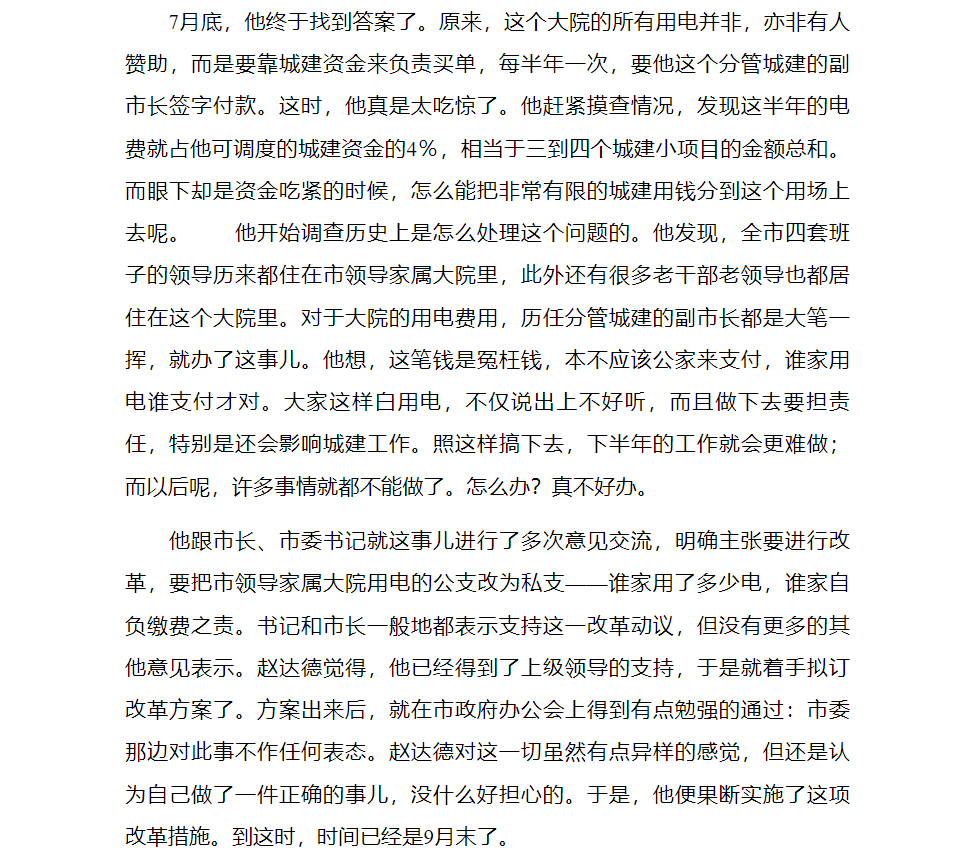 7月底，他终于找到答案了。原来，这个大院的所有用电并非，亦非有人
赞助，而是要靠城建资金来负责买单，每半年一次，要他这个分管城建的副
市长签字付款。这时，他真是太吃惊了。他赶紧摸查情况，发现这半年的电
费就占他可调度的城建资金的4%，相当于三到四个城建小项目的金额总和。
而眼下却是资金吃紧的时候，怎么能把非常有限的城建用钱分到这个用场上
去呢。　　他开始调查历史上是怎么处理这个问题的。他发现，全市四套班
子的领导历来都住在市领导家属大院里，此外还有很多老干部老领导也都居
住在这个大院里。对于大院的用电费用，历任分管城建的副市长都是大笔一
挥，就办了这事儿。他想，这笔钱是冤枉钱，本不应该公家来支付，谁家用
电谁支付才对。大家这样白用电，不仅说出上不好听，而且做下去要担责
任，特别是还会影响城建工作。照这样搞下去，下半年的工作就会更难做；
而以后呢，许多事情就都不能做了。怎么办？真不好办。
他跟市长、市委书记就这事儿进行了多次意见交流，明确主张要进行改
革，要把市领导家属大院用电的公支改为私支——谁家用了多少电，谁家自
负缴费之责。书记和市长一般地都表示支持这一改革动议，但没有更多的其
他意见表示。赵达德觉得，他已经得到了上级领导的支持，于是就着手拟订
改革方案了。方案出来后，就在市政府办公会上得到有点勉强的通过：市委
那边对此事不作任何表态。赵达德对这一切虽然有点异样的感觉，但还是认
为自己做了一件正确的事儿，没什么好担心的。于是，他便果断实施了这项
改革措施。到这时，时间已经是9月末了。